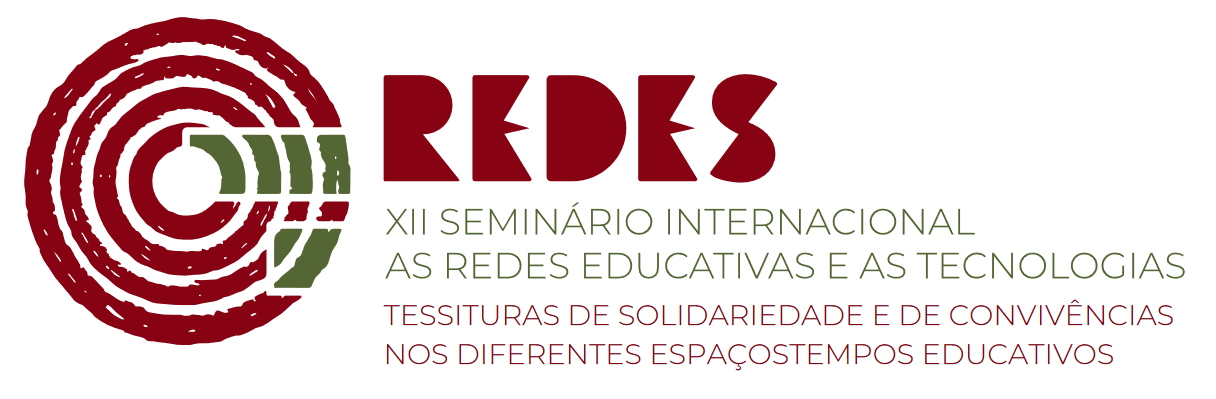 REDES
XII SEMINÁRIO INTERNACIONAL
AS REDES EDUCATIVAS E AS TECNOLOGIAS
TESSITURAS DE SOLIDARIEDADE E DE CONVIVÊNCIAS
NOS DIFERENTES ESPAÇOSTEMPOS EDUCATIVOS